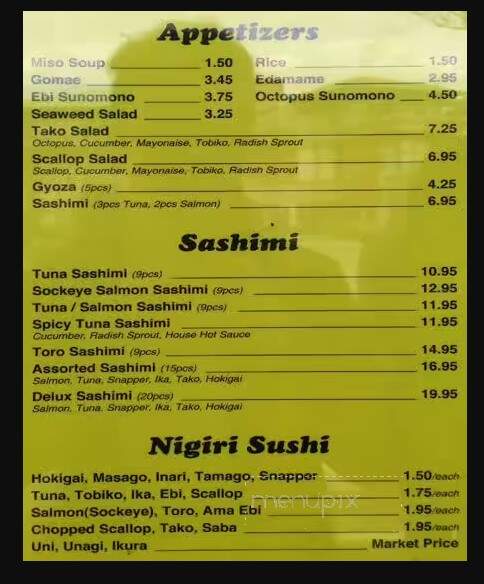 Appetizers
Miso Soup 1.50 Rice 1.50
Gomae 3.45 Edamame 2.95
Ebi Sunomono 3.75 Octopus Sunomono 4.50
Seaweed Salad 3.25
Tako Salad 7.25
Octopus, Cucumber, Mayonaise, Tobiko, Radish Sprout
Scallop Salad 6.95
Scallop, Cucumber, Mayonaise, Tobiko, Radish Sprout
Gyoza (5pcs) 4.25
Sashimi (3pcs Tuna, 2pcs Salmon) 6.95
Sashimi
Tuna Sashimi (9pcs) 10.95
Sockeye Salmon Sashimi (9pcs) 12.95
Tuna / Salmon Sashimi (9pcs) 11.95
Spicy Tuna Sashimi 11.95
Cucumber, Radish Sprout, House Hot Sauce
Toro Sashimi (9pcs) 14.95
Assorted Sashimi (15pcs) 16.95
Salmon, Tuna, Snapper, Ika, Tako, Hokigai
Delux Sashimi (20pcs) 19.95
Salmon, Tuna, Snapper, Ika, Tako, Hokigai
Nigiri Sushi
Hokigai, Masago, Inari, Tamago, Snapper 1.50/each
Tuna, Tobiko, Ika, Ebi, Scallop 1.75/each
menupix
Salmon(Sockeye), Toro, Ama Ebi 1.95/each
Chopped Scallop, Tako, Saba 1.95/each
Uni, Unagi, Ikura Market Price